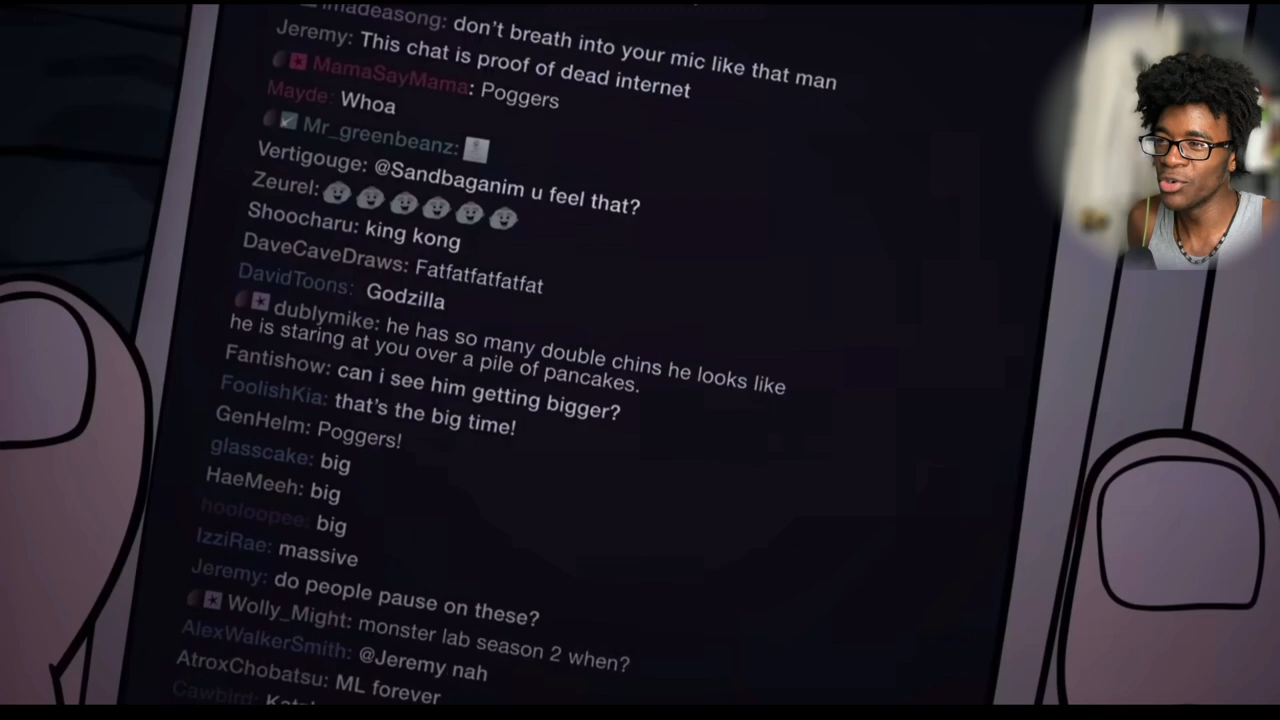 madeasong: don't breath into your mic like that man
Jeremy: This chat is proof of dead internet
MamaSayMama: Poggers
Mayde: Whoa
Mr_greenbeanz:
Vertigouge: @Sandbaganim u feel that?
Zeurel:
Shoocharu: king kong
DaveCaveDraws: Fatfatfatfatfat
DavidToons: Godzilla
dublymike: he has so many double chins he looks like
he is staring at you over a pile of pancakes.
Fantishow: can i see him getting bigger?
FoolishKia: that's the big time!
GenHelm: Poggers!
glasscake: big
HaeMeeh: big
hooloopee: big
IzziRae: massive
Jeremy: do people pause on these?
Wolly_Might: monster lab season 2 when?
AlexWalkerSmith: @Jeremy nah
AtroxChobatsu: ML forever
Cawbird: